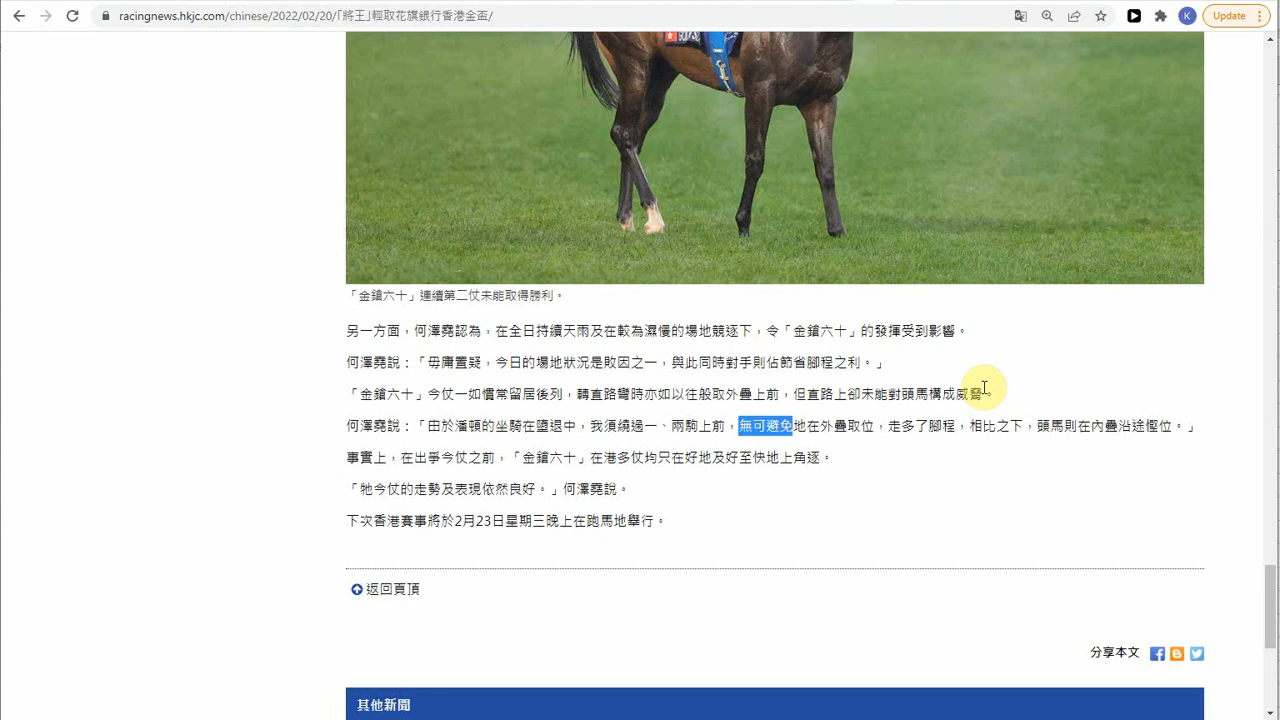 racingnews.hkjc.com/chinese/2022/02/20/「將王」輕取花旗銀行香港金盃/
K
Update
「金鎗六十」連續第二仗未能取得勝利。
另一方面，何澤堯認為，在全日持續天雨及在較為濕慢的場地競逐下，令「金鎗六十」的發揮受到影響。
何澤堯說：「毋庸置疑，今日的場地狀況是敗因之一，與此同時對手則佔節省腳程之利。」
「金鎗六十」今仗一如慣常留居後列，轉直路彎時亦如以往般取外疊上前，但直路上卻未能對頭馬構成威脅。
何澤堯說：「由於潘頓的坐騎在墮退中，我須繞過一、兩駒上前，無可避免地在外疊取位，走多了腳程，相比之下，頭馬則在內疊沿途慳位。」
事實上，在出爭今仗之前，「金鎗六十」在港多仗均只在好地及好至快地上角逐。
「牠今仗的走勢及表現依然良好。」何澤堯說。
下次香港賽事將於2月23日星期三晚上在跑馬地舉行。
返回頁頂
分享本文
其他新聞